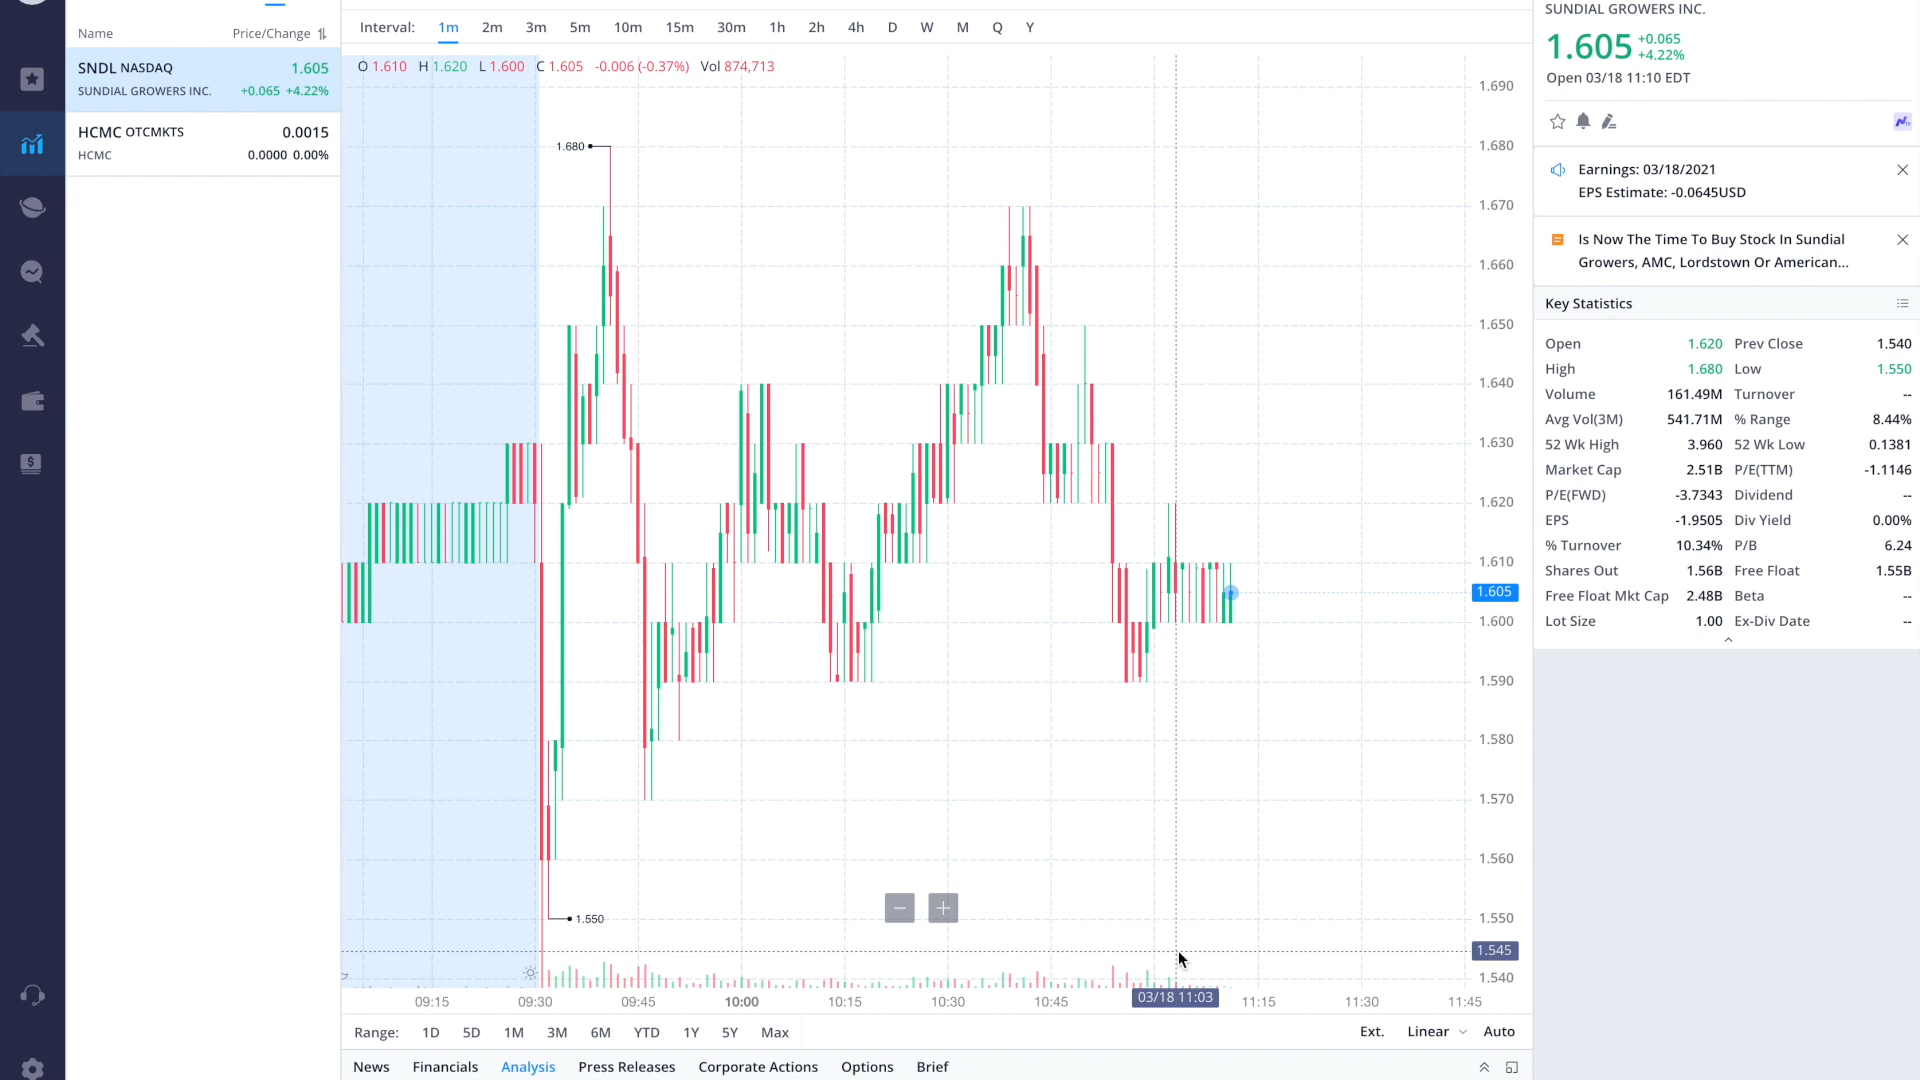 Name Price/Change
SNDL NASDAQ 1.605
SUNDIAL GROWERS INC. +0.065 +4.22%
HCMC OTCMKTS 0.0015
HCMC 0.0000 0.00%
Interval: 1m 2m 3m 5m 10m 15m 30m 1h 2h 4h D W M Q Y
O 1.610 H 1.620 L 1.600 C 1.605 -0.006 (-0.37%) Vol 874,713
1.680
1.550
1.690
1.680
1.670
1.660
1.650
1.640
1.630
1.620
1.610
1.605
1.600
1.590
1.580
1.570
1.560
1.550
1.545
1.540
09:15 09:30 09:45 10:00 10:15 10:30 10:45 03/18 11:03 11:15 11:30 11:45
Range: 1D 5D 1M 3M 6M YTD 1Y 5Y Max Ext. Linear Auto
News Financials Analysis Press Releases Corporate Actions Options Brief
SUNDIAL GROWERS INC.
1.605 +0.065
+4.22%
Open 03/18 11:10 EDT
Earnings: 03/18/2021
EPS Estimate: -0.0645USD
Is Now The Time To Buy Stock In Sundial
Growers, AMC, Lordstown Or American...
Key Statistics
Open 1.620 Prev Close 1.540
High 1.680 Low 1.550
Volume 161.49M Turnover --
Avg Vol(3M) 541.71M % Range 8.44%
52 Wk High 3.960 52 Wk Low 0.1381
Market Cap 2.51B P/E(TTM) -1.1146
P/E(FWD) -3.7343 Dividend --
EPS -1.9505 Div Yield 0.00%
% Turnover 10.34% P/B 6.24
Shares Out 1.56B Free Float 1.55B
Free Float Mkt Cap 2.48B Beta --
Lot Size 1.00 Ex-Div Date --